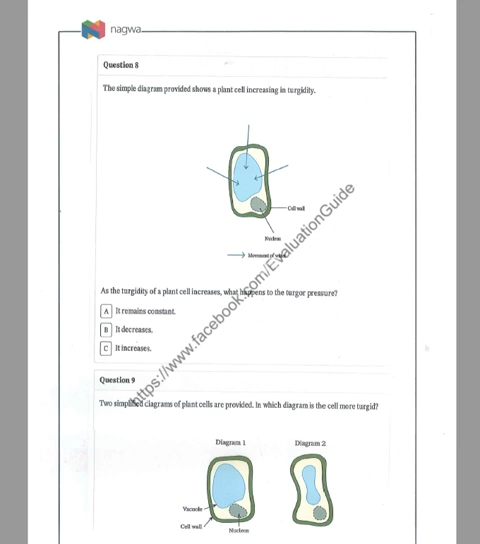 nagwa
Question 8
The simple diagram provided shows a plant cell increasing in turgidity.
Cell wall
Nucleus
Movement of water
As the turgidity of a plant cell increases, what happens to the turgor pressure?
A It remains constant.
B It decreases.
C It increases.
https://www.facebook.com/EvaluationGuide
Question 9
Two simplified diagrams of plant cells are provided. In which diagram is the cell more turgid?
Diagram 1
Diagram 2
Vacuole
Cell wall
Nucleus